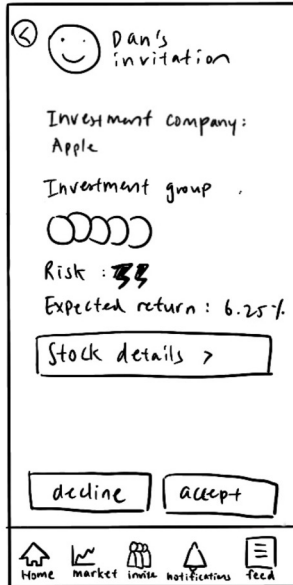 Dan's
invitation
Investment company:
Apple
Investment group
Risk :
Expected return : 6.25%
Stock details >
decline
accept
Home market invite notifications feed